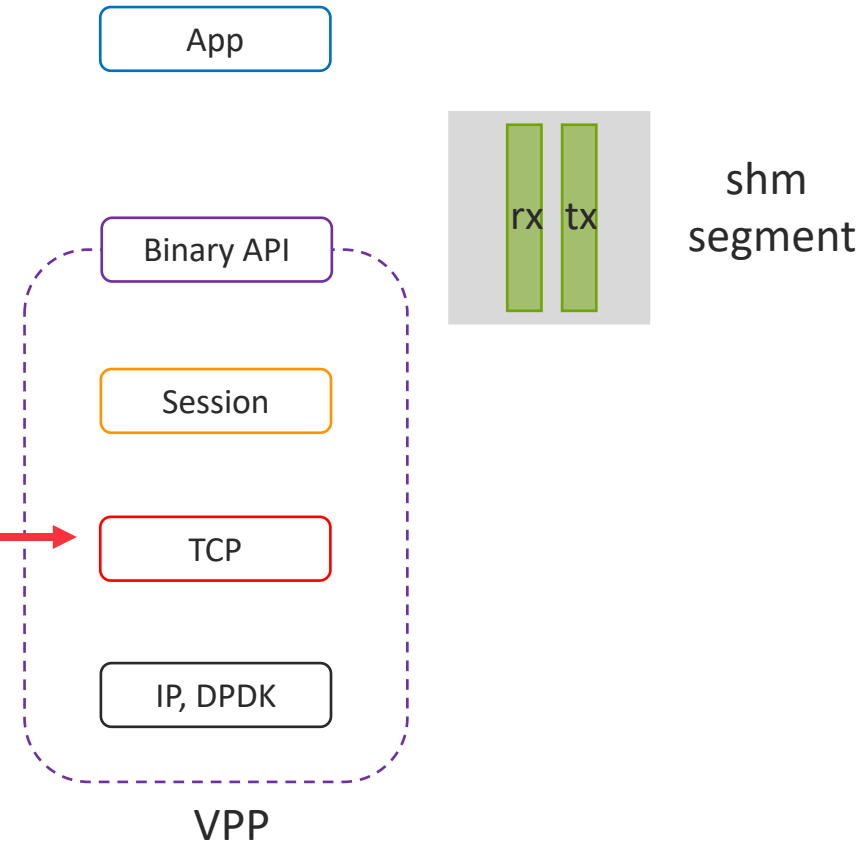 App
Binary API
Session
TCP
IP, DPDK
VPP
rx tx
shm
segment